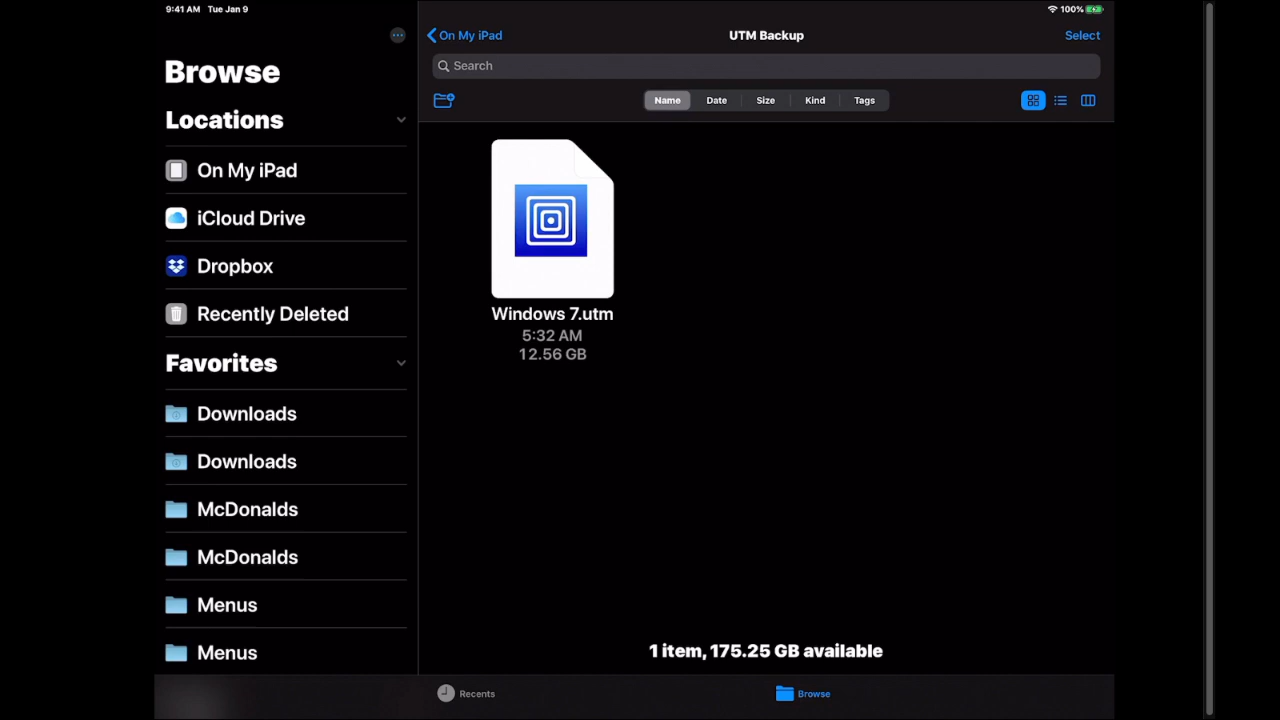 9:41 AM Tue Jan 9
100%
Browse
Locations
On My iPad
iCloud Drive
Dropbox
Recently Deleted
Favorites
Downloads
Downloads
McDonalds
McDonalds
Menus
Menus
On My iPad
UTM Backup
Select
Search
Name Date Size Kind Tags
Windows 7.utm
5:32 AM
12.56 GB
1 item, 175.25 GB available
Recents
Browse